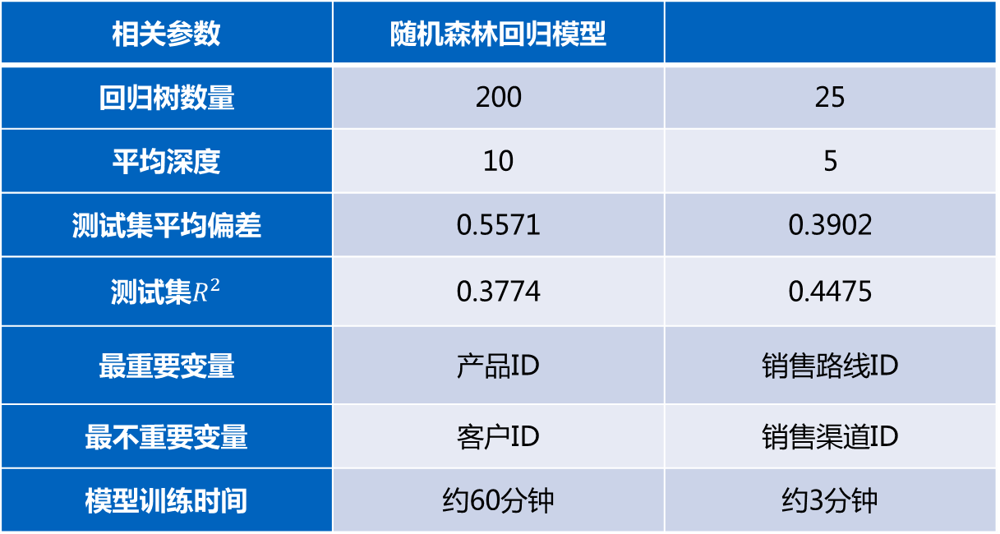 相关参数 随机森林回归模型
回归树数量 200 25
平均深度 10 5
测试集平均偏差 0.5571 0.3902
测试集R² 0.3774 0.4475
最重要变量 产品ID 销售路线ID
最不重要变量 客户ID 销售渠道ID
模型训练时间 约60分钟 约3分钟